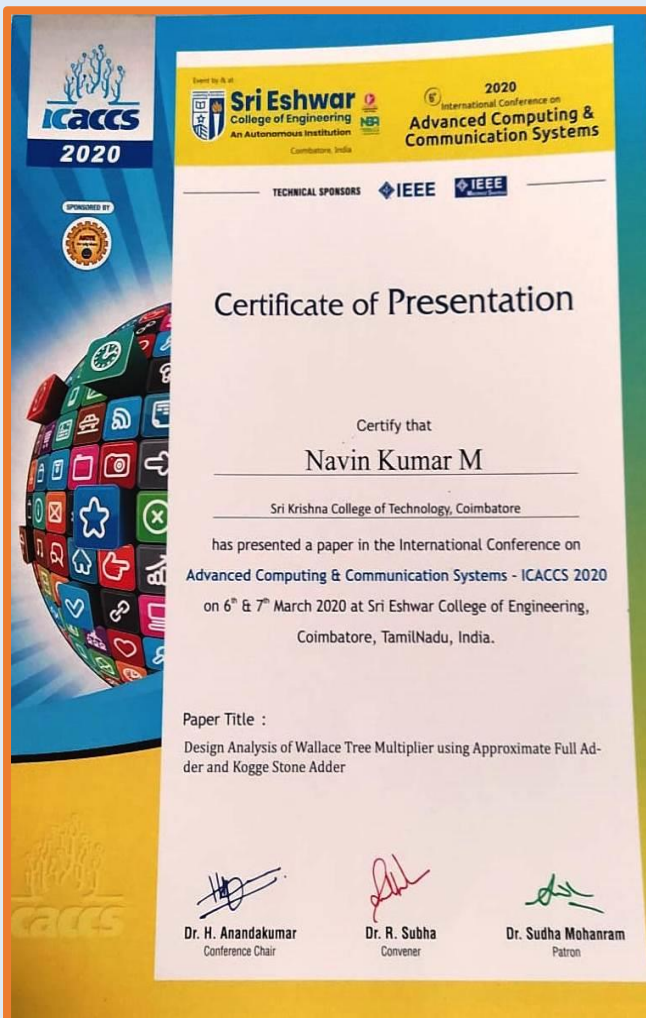 icaccs
2020
SPONSORED BY
AICTE
Event by & at
Sri Eshwar
College of Engineering
An Autonomous Institution
Coimbatore, India
NBA
2020
6th International Conference on
Advanced Computing &
Communication Systems
TECHNICAL SPONSORS IEEE IEEE
Certificate of Presentation
Certify that
Navin Kumar M
Sri Krishna College of Technology, Coimbatore
has presented a paper in the International Conference on
Advanced Computing & Communication Systems - ICACCS 2020
on 6th & 7th March 2020 at Sri Eshwar College of Engineering,
Coimbatore, TamilNadu, India.
Paper Title :
Design Analysis of Wallace Tree Multiplier using Approximate Full Ad-
der and Kogge Stone Adder
Dr. H. Anandakumar
Conference Chair
Dr. R. Subha
Convener
Dr. Sudha Mohanram
Patron
caccs